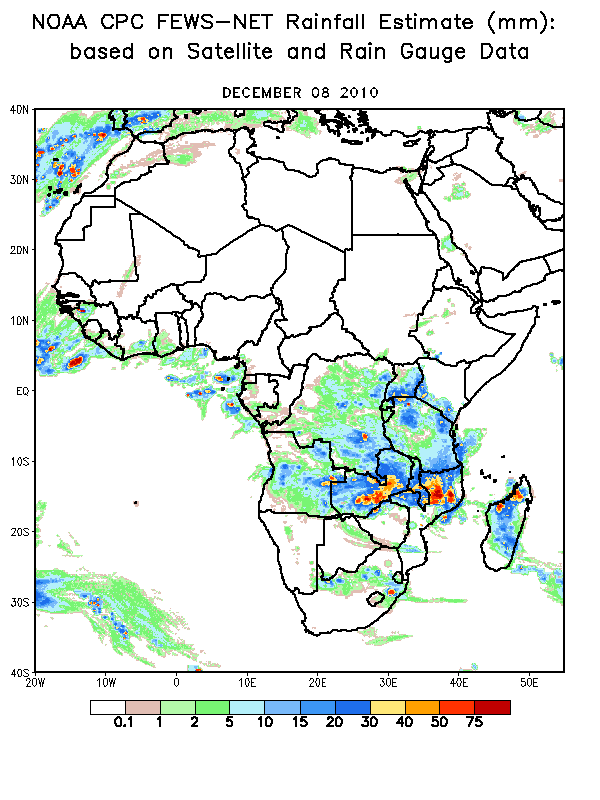 NOAA CPC FEWS-NET Rainfall Estimate (mm):
based on Satellite and Rain Gauge Data
DECEMBER 08 2010
40N
30N
20N
10N
EQ
10S
20S
30S
40S
20W 10W 0 10E 20E 30E 40E 50E
0.1 1 2 5 10 15 20 30 40 50 75